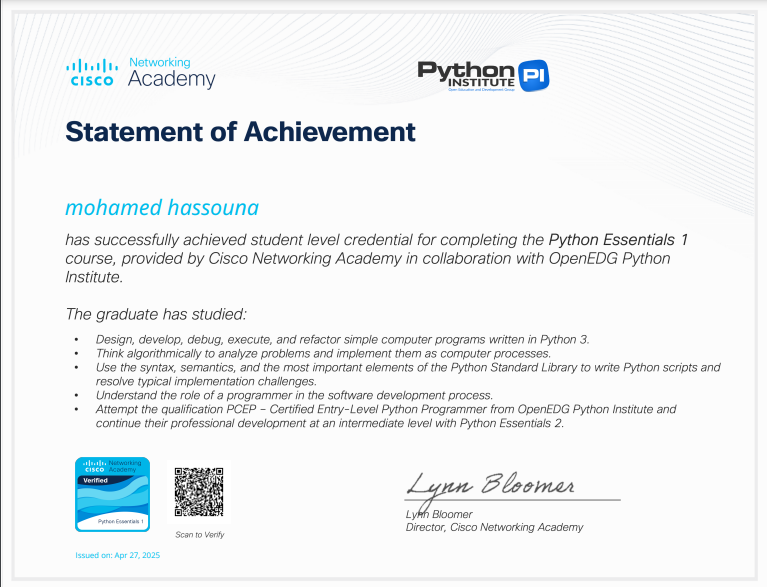 Networking
CISCO Academy
Python
INSTITUTE PI
Open Education and Development Group
Statement of Achievement
mohamed hassouna
has successfully achieved student level credential for completing the Python Essentials 1
course, provided by Cisco Networking Academy in collaboration with OpenEDG Python
Institute.
The graduate has studied:
• Design, develop, debug, execute, and refactor simple computer programs written in Python 3.
• Think algorithmically to analyze problems and implement them as computer processes.
• Use the syntax, semantics, and the most important elements of the Python Standard Library to write Python scripts and
resolve typical implementation challenges.
• Understand the role of a programmer in the software development process.
• Attempt the qualification PCEP – Certified Entry-Level Python Programmer from OpenEDG Python Institute and
continue their professional development at an intermediate level with Python Essentials 2.
Networking
CISCO Academy
Verified
Python Essentials 1
Scan to Verify
Issued on: Apr 27, 2025
Lynn Bloomer
Lynn Bloomer
Director, Cisco Networking Academy